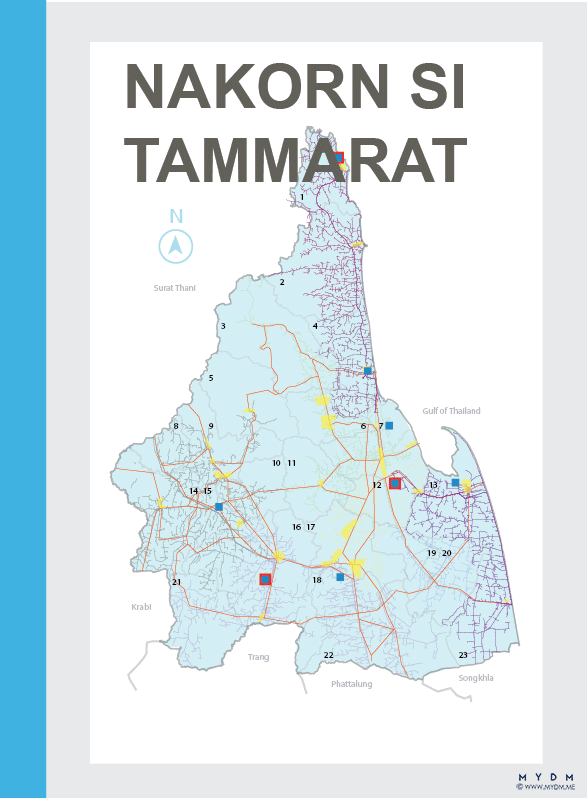 NAKORN SI
TAMMARAT
1
N
2
Surat Thani
3
4
5
Gulf of Thailand
8
9
6
7
10 11
12
13
14 15
16 17
19 20
18
21
Krabi
22
23
Trang
Songkhla
Phattalung
M Y D M
© WWW.MYDM.ME